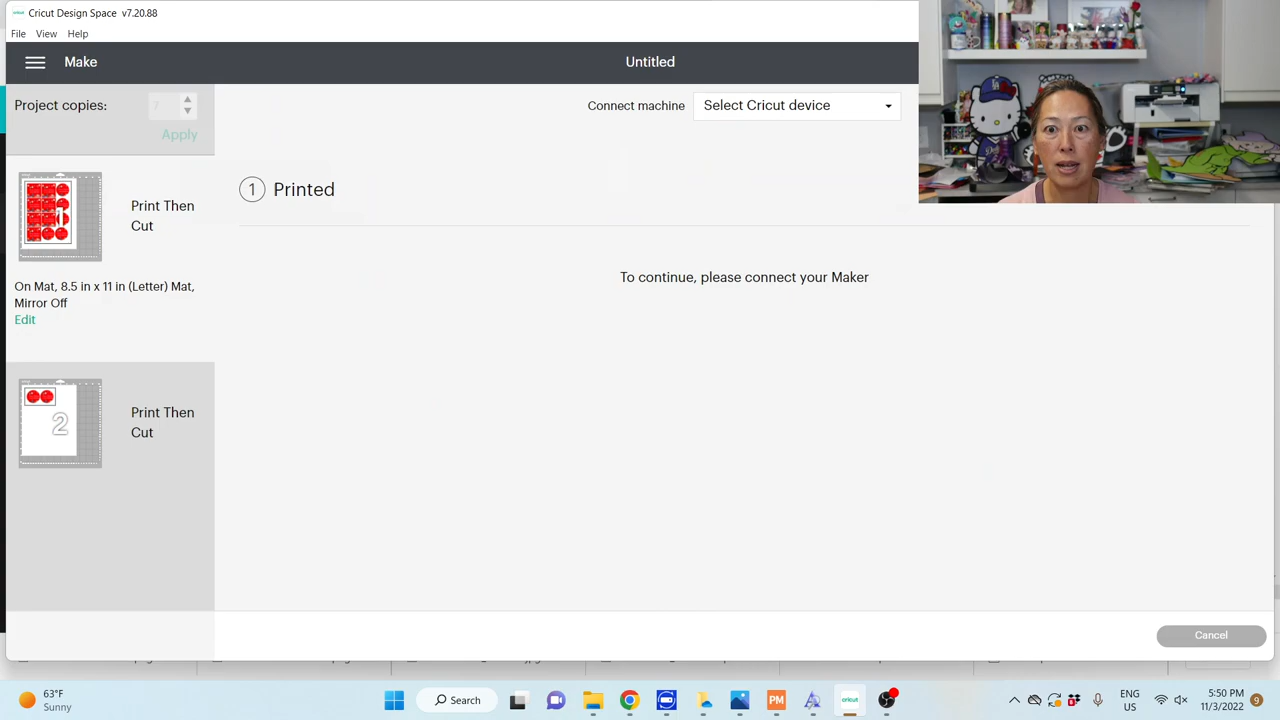 Cricut Design Space v7.20.88
File View Help
Make
Untitled
Project copies: 7
Connect machine
Select Cricut device
Apply
Print Then
Cut
1 Printed
On Mat, 8.5 in x 11 in (Letter) Mat,
Mirror Off
Edit
To continue, please connect your Maker
2
Print Then
Cut
Cancel
63°F
Sunny
Search
PM
ENG
US
5:50 PM
11/3/2022
9